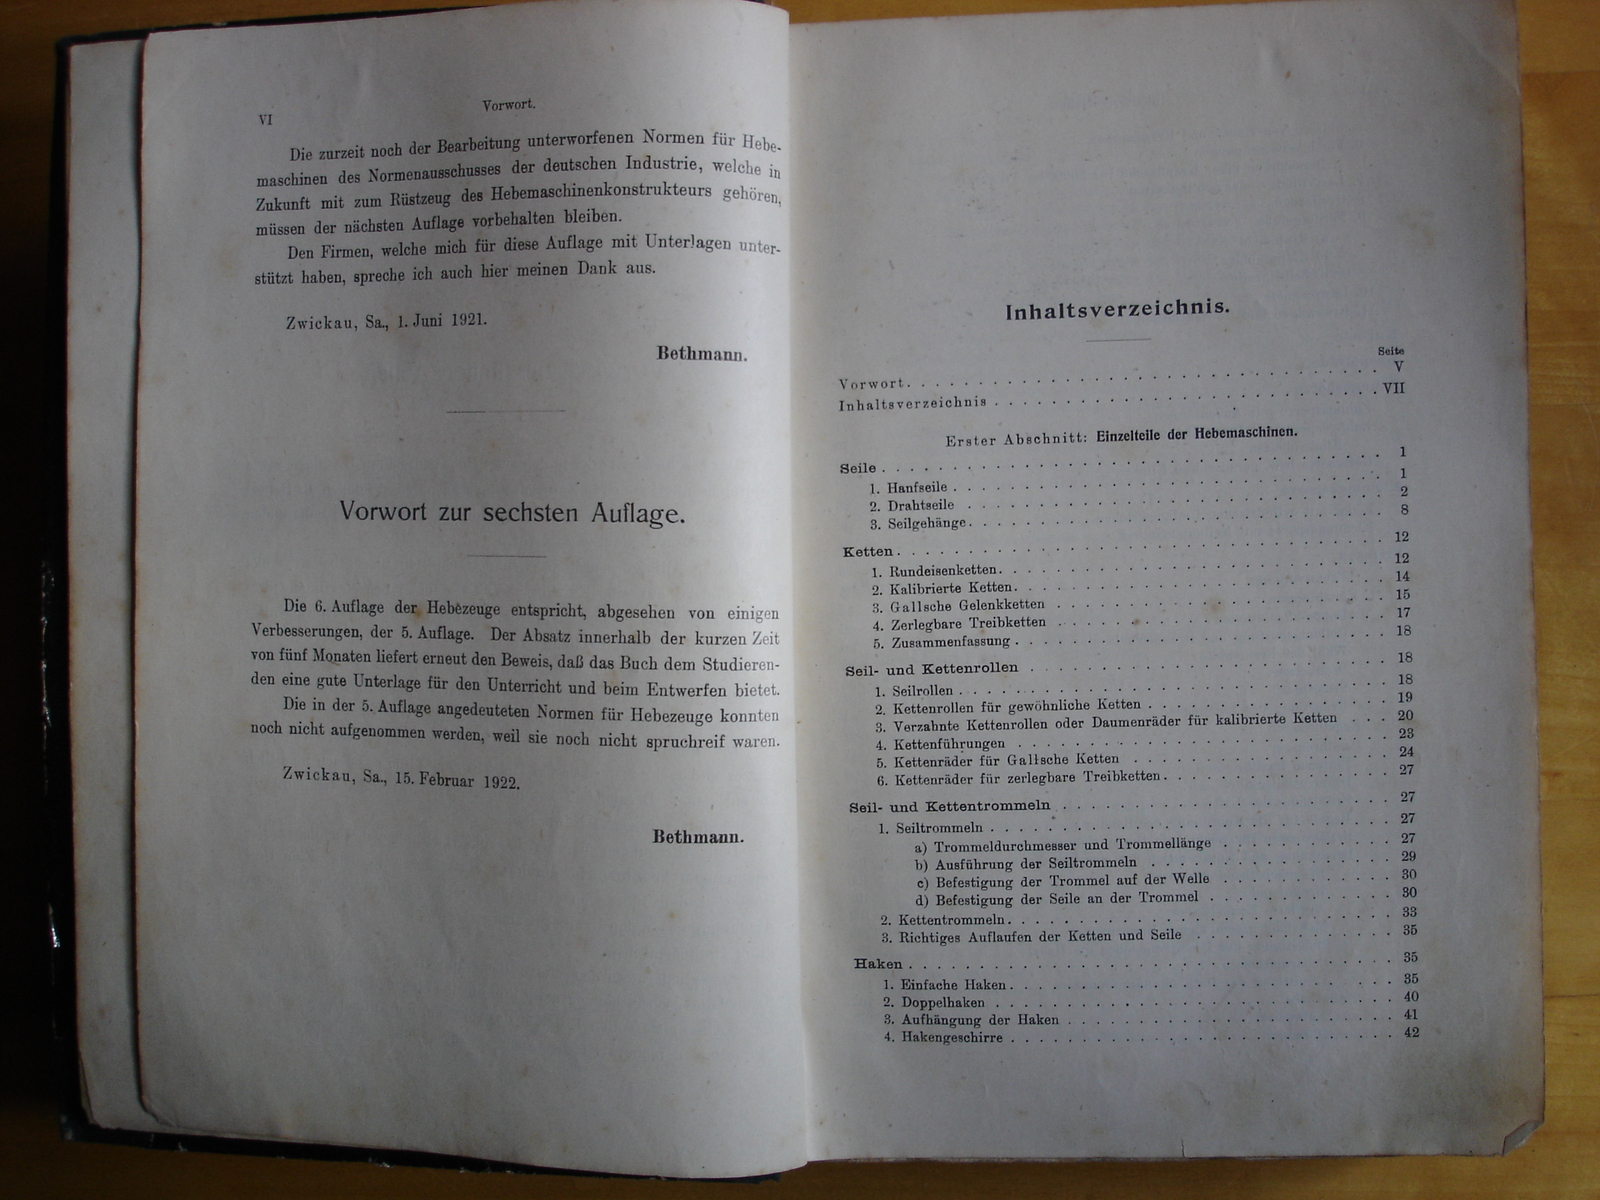 VI
Vorwort.
Die zurzeit noch der Bearbeitung unterworfenen Normen für Hebe-
maschinen des Normenausschusses der deutschen Industrie, welche in
Zukunft mit zum Rüstzeug des Hebemaschinenkonstrukteurs gehören,
müssen der nächsten Auflage vorbehalten bleiben.
Den Firmen, welche mich für diese Auflage mit Unterlagen unter-
stützt haben, spreche ich auch hier meinen Dank aus.
Zwickau, Sa., 1. Juni 1921.
Bethmann.
Vorwort zur sechsten Auflage.
Die 6. Auflage der Hebezeuge entspricht, abgesehen von einigen
Verbesserungen, der 5. Auflage. Der Absatz innerhalb der kurzen Zeit
von fünf Monaten liefert erneut den Beweis, daß das Buch dem Studieren-
den eine gute Unterlage für den Unterricht und beim Entwerfen bietet.
Die in der 5. Auflage angedeuteten Normen für Hebezeuge konnten
noch nicht aufgenommen werden, weil sie noch nicht spruchreif waren.
Zwickau, Sa., 15. Februar 1922.
Bethmann.
Inhaltsverzeichnis.
Seite
Vorwort. . . . . . . . . . V
Inhaltsverzeichnis . . . . . . . . . . VII
Erster Abschnitt: Einzelteile der Hebemaschinen.
Seile . . . . . . . . . . 1
1. Hanfseile . . . . . . . . . . 1
2. Drahtseile . . . . . . . . . . 2
3. Seilgehänge. . . . . . . . . . 8
Ketten. . . . . . . . . . 12
1. Rundeisenketten. . . . . . . . . . 12
2. Kalibrierte Ketten. . . . . . . . . . 14
3. Gallsche Gelenkketten . . . . . . . . . . 15
4. Zerlegbare Treibketten . . . . . . . . . . 17
5. Zusammenfassung . . . . . . . . . . 18
Seil- und Kettenrollen . . . . . . . . . . 18
1. Seilrollen . . . . . . . . . . 18
2. Kettenrollen für gewöhnliche Ketten . . . . . . . . . . 19
3. Verzahnte Kettenrollen oder Daumenräder für kalibrierte Ketten . . . 20
4. Kettenführungen . . . . . . . . . . 23
5. Kettenräder für Gallsche Ketten . . . . . . . . . . 24
6. Kettenräder für zerlegbare Treibketten. . . . . . . . . . 27
Seil- und Kettentrommeln . . . . . . . . . . 27
1. Seiltrommeln . . . . . . . . . . 27
a) Trommeldurchmesser und Trommellänge . . . . . . . . . . 27
b) Ausführung der Seiltrommeln . . . . . . . . . . 29
c) Befestigung der Trommel auf der Welle . . . . . . . . . . 30
d) Befestigung der Seile an der Trommel . . . . . . . . . . 30
2. Kettentrommeln. . . . . . . . . . 33
3. Richtiges Auflaufen der Ketten und Seile . . . . . . . . . . 35
Haken . . . . . . . . . . 35
1. Einfache Haken. . . . . . . . . . 35
2. Doppelhaken . . . . . . . . . . 40
3. Aufhängung der Haken . . . . . . . . . . 41
4. Hakengeschirre . . . . . . . . . . 42